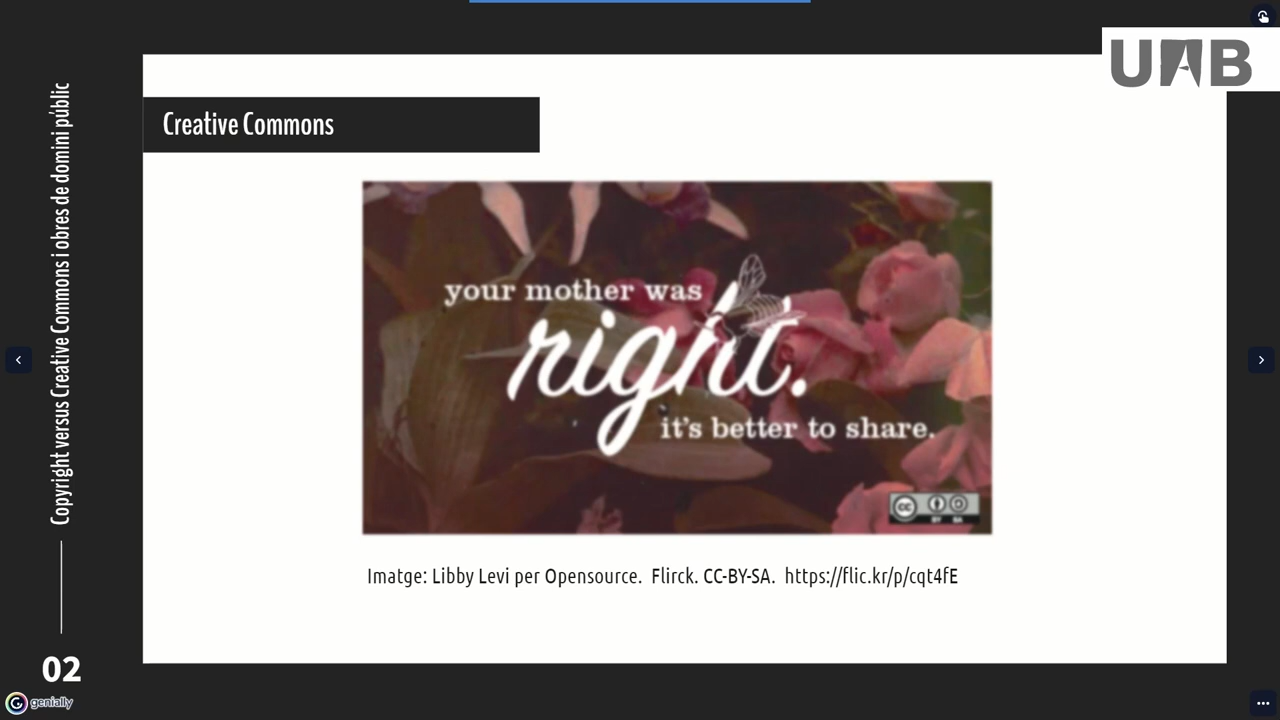 UAB
Copyright versus Creative Commons i obres de domini públic
Creative Commons
your mother was
right.
it's better to share.
cc
BY SA
Imatge: Libby Levi per Opensource. Flirck. CC-BY-SA. https://flic.kr/p/cqt4fE
02
genially